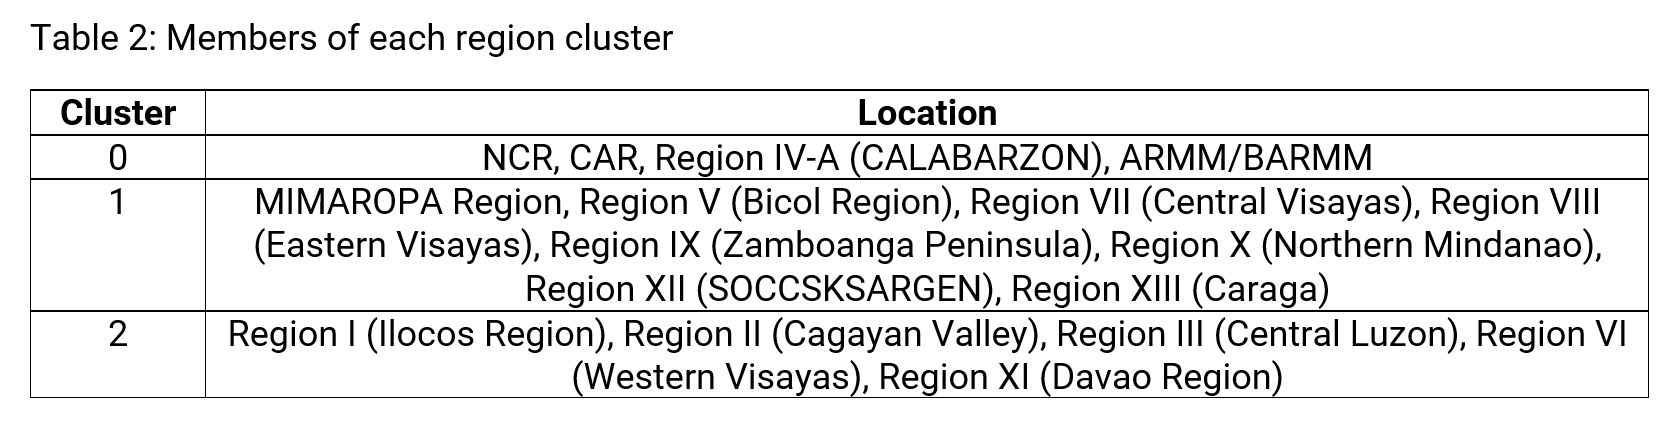 Table 2: Members of each region cluster
Cluster Location
0 NCR, CAR, Region IV-A (CALABARZON), ARMM/BARMM
1 MIMAROPA Region, Region V (Bicol Region), Region VII (Central Visayas), Region VIII
(Eastern Visayas), Region IX (Zamboanga Peninsula), Region X (Northern Mindanao),
Region XII (SOCCSKSARGEN), Region XIII (Caraga)
2 Region I (Ilocos Region), Region II (Cagayan Valley), Region III (Central Luzon), Region VI
(Western Visayas), Region XI (Davao Region)